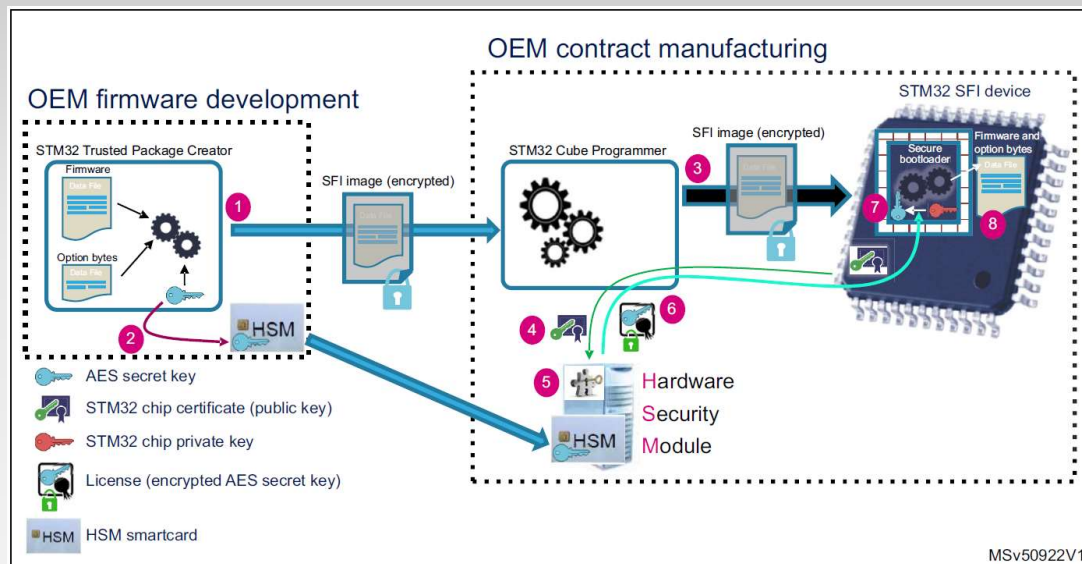 OEM contract manufacturing
OEM firmware development
STM32 SFI device
STM32 Trusted Package Creator
Firmware
Data File
Option bytes
Data File
1
2
HSM
SFI image (encrypted)
Data File
STM32 Cube Programmer
3
SFI image (encrypted)
Data File
Secure
bootloader
Firmware and
option bytes
Data File
7
8
4
6
5
HSM
Hardware
Security
Module
AES secret key
STM32 chip certificate (public key)
STM32 chip private key
License (encrypted AES secret key)
HSM
HSM smartcard
MSv50922V1